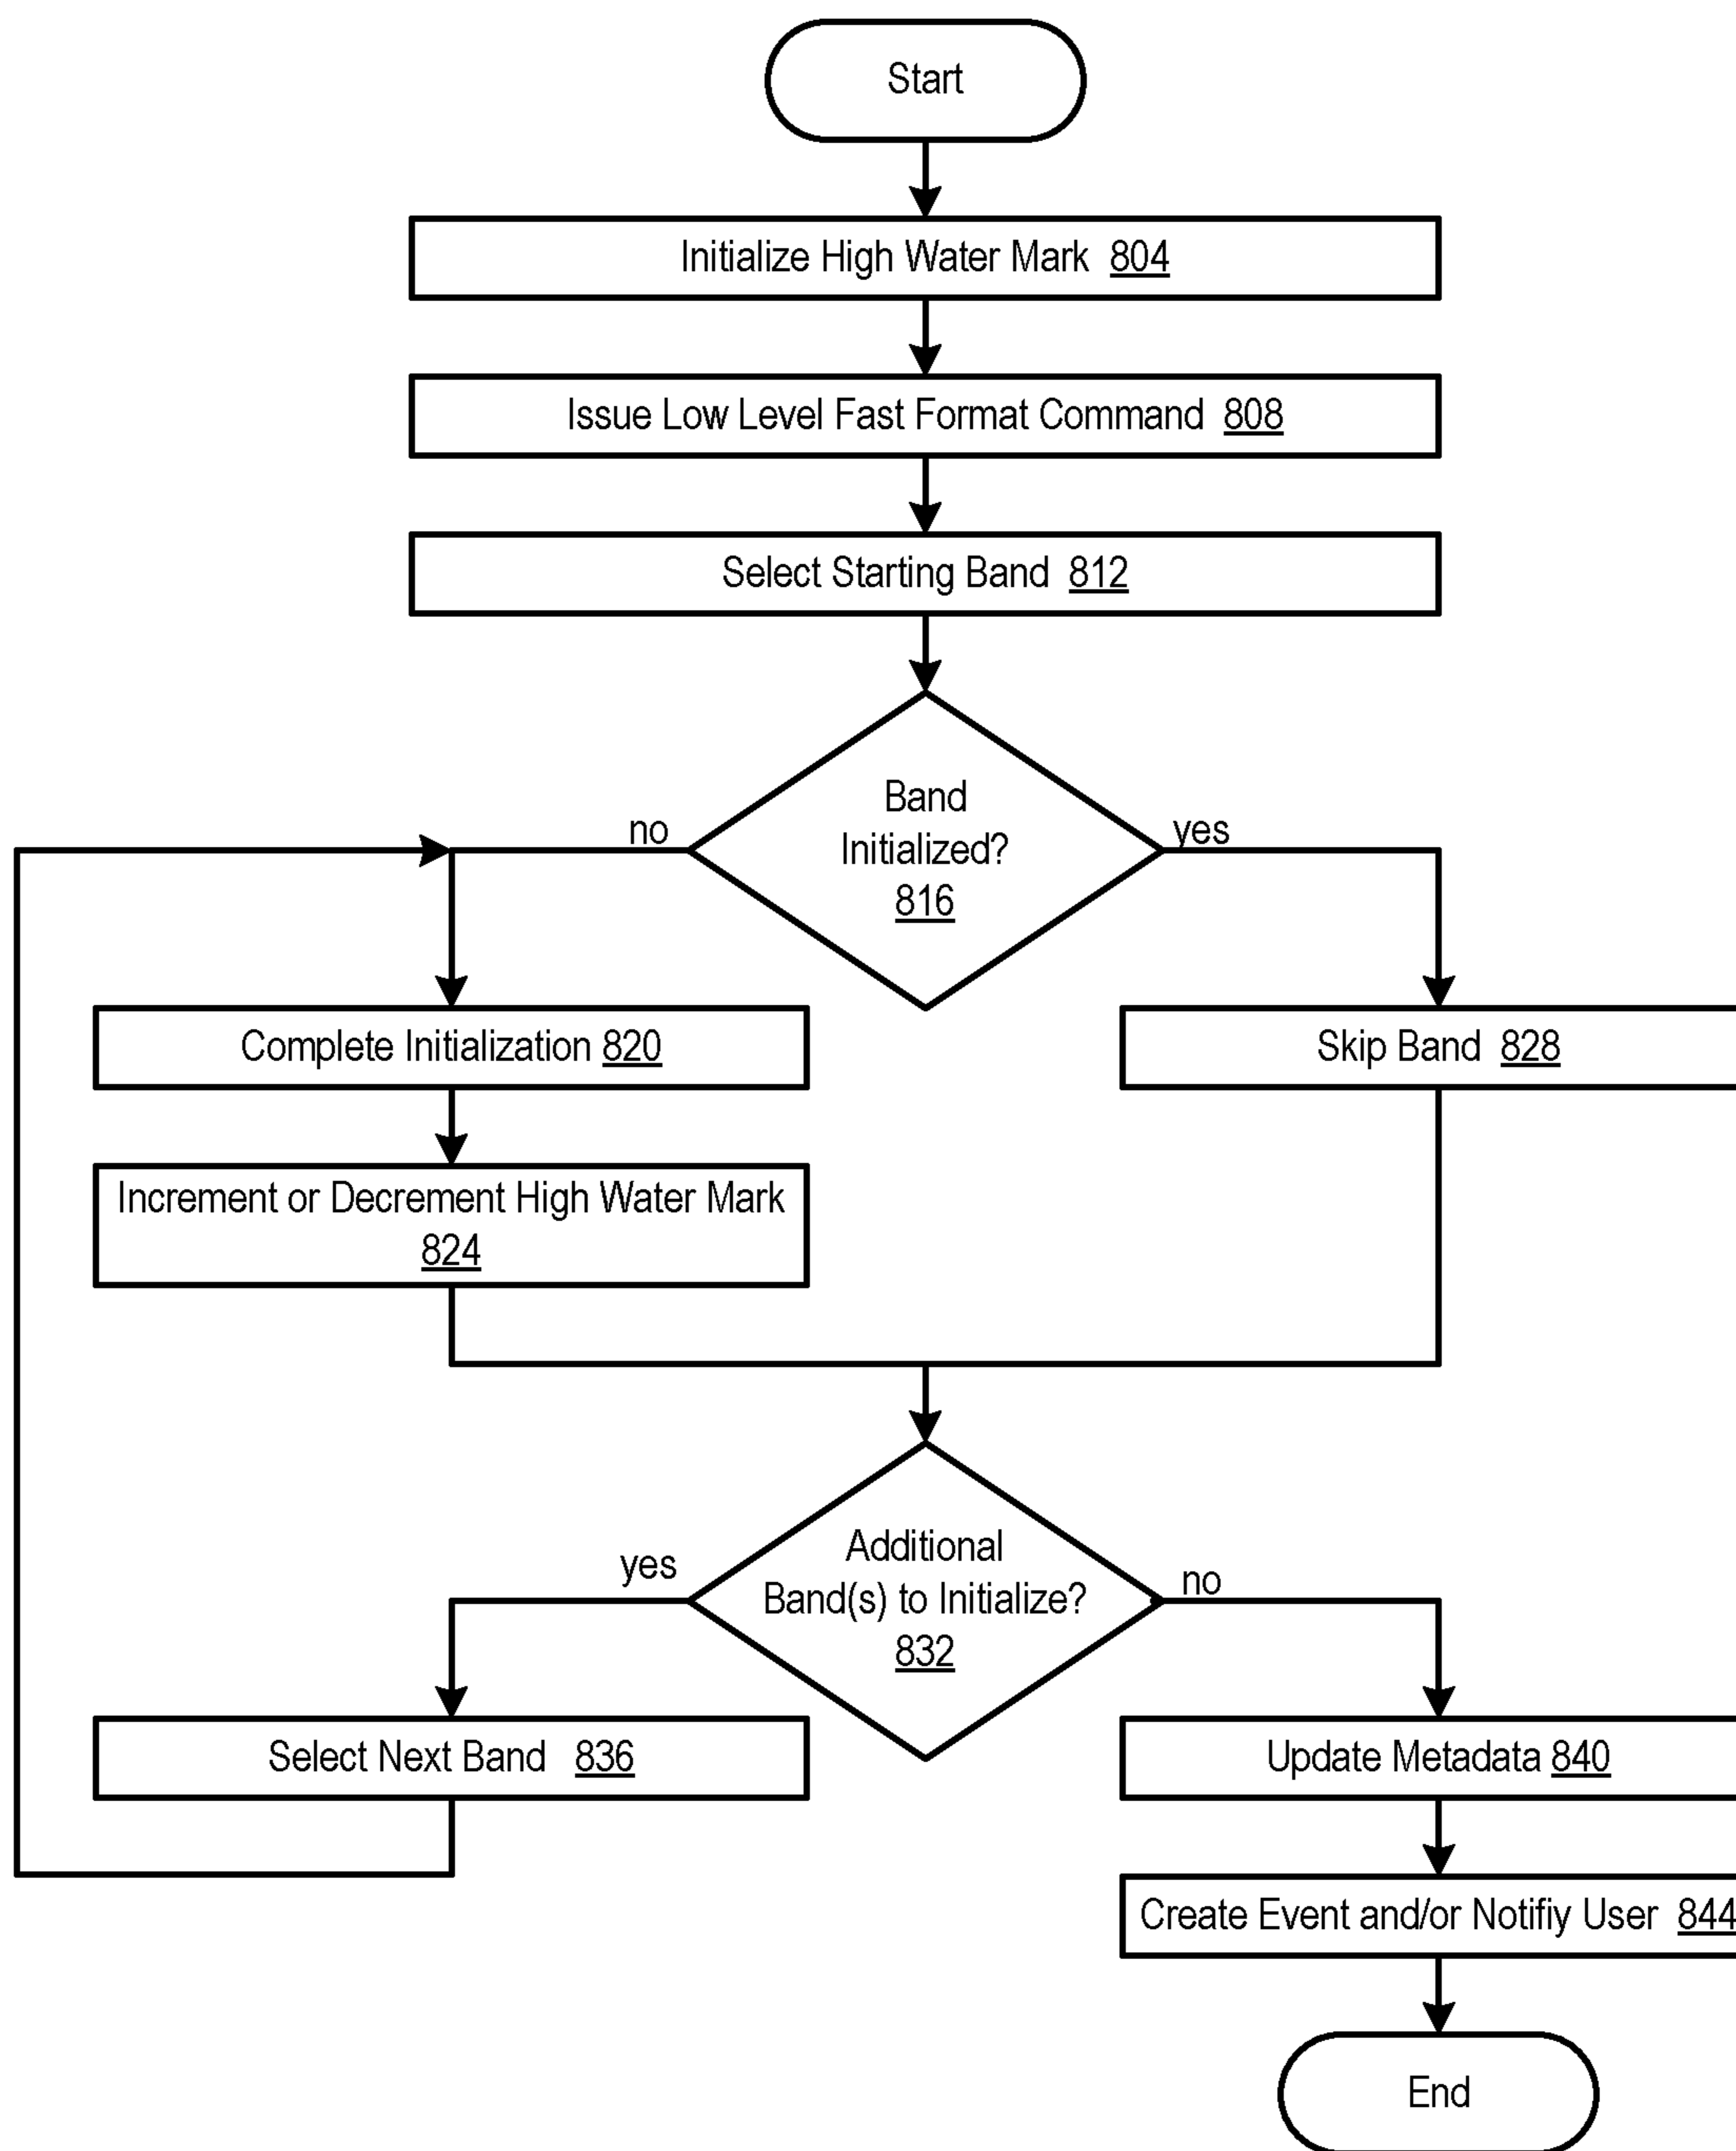 Start
Initialize High Water Mark 804
Issue Low Level Fast Format Command 808
Select Starting Band 812
Band
Initialized?
816
no
yes
Complete Initialization 820
Skip Band 828
Increment or Decrement High Water Mark
824
Additional
Band(s) to Initialize?
832
yes
no
Select Next Band 836
Update Metadata 840
Create Event and/or Notifiy User 844
End